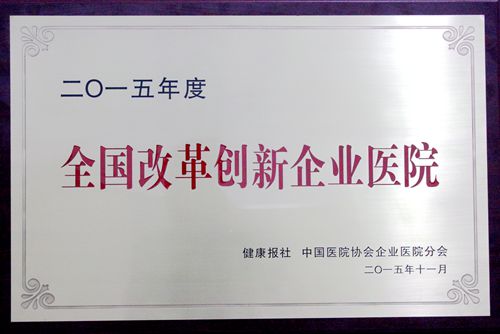 二〇一五年度
全国改革创新企业医院
健康报社 中国医院协会企业医院分会
二〇一五年十一月